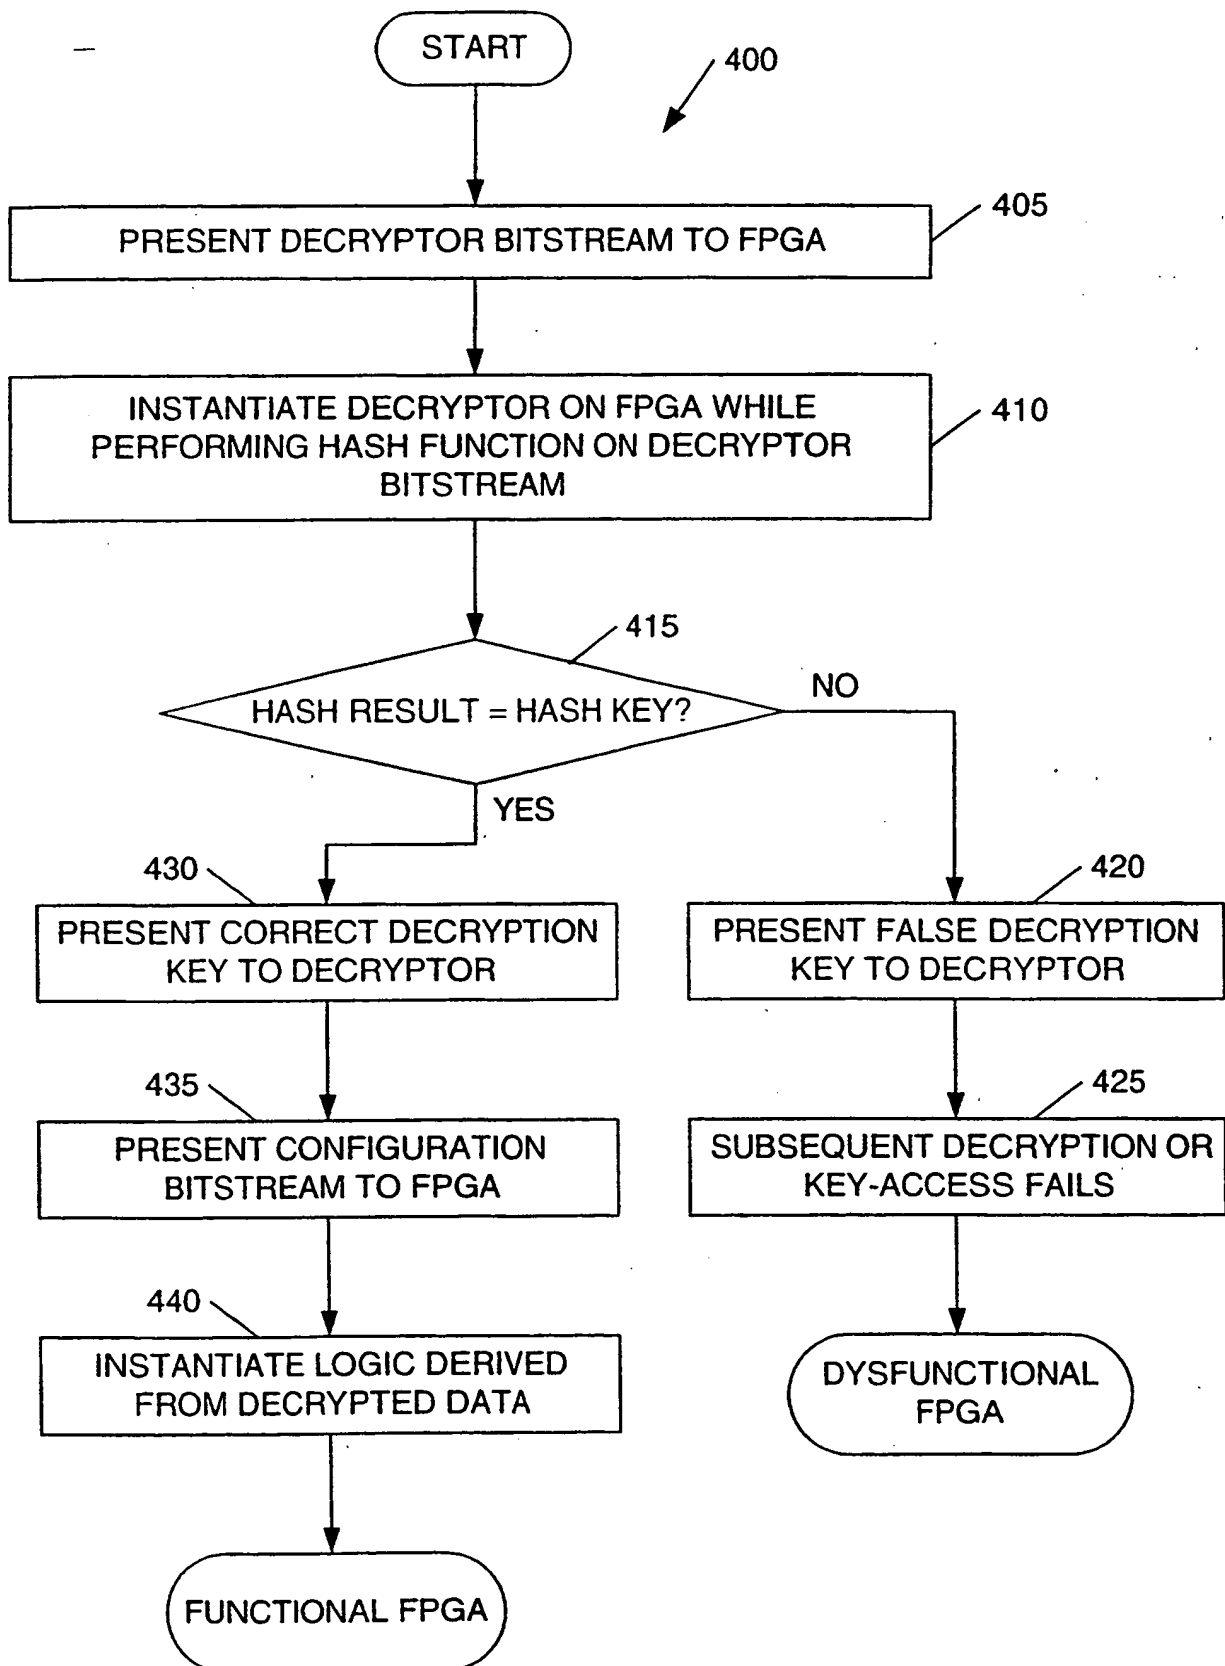 START
400
405
PRESENT DECRYPTOR BITSTREAM TO FPGA
INSTANTIATE DECRYPTOR ON FPGA WHILE
PERFORMING HASH FUNCTION ON DECRYPTOR
BITSTREAM
410
415
HASH RESULT = HASH KEY?
NO
YES
430
PRESENT CORRECT DECRYPTION
KEY TO DECRYPTOR
420
PRESENT FALSE DECRYPTION
KEY TO DECRYPTOR
435
PRESENT CONFIGURATION
BITSTREAM TO FPGA
425
SUBSEQUENT DECRYPTION OR
KEY-ACCESS FAILS
440
INSTANTIATE LOGIC DERIVED
FROM DECRYPTED DATA
DYSFUNCTIONAL
FPGA
FUNCTIONAL FPGA